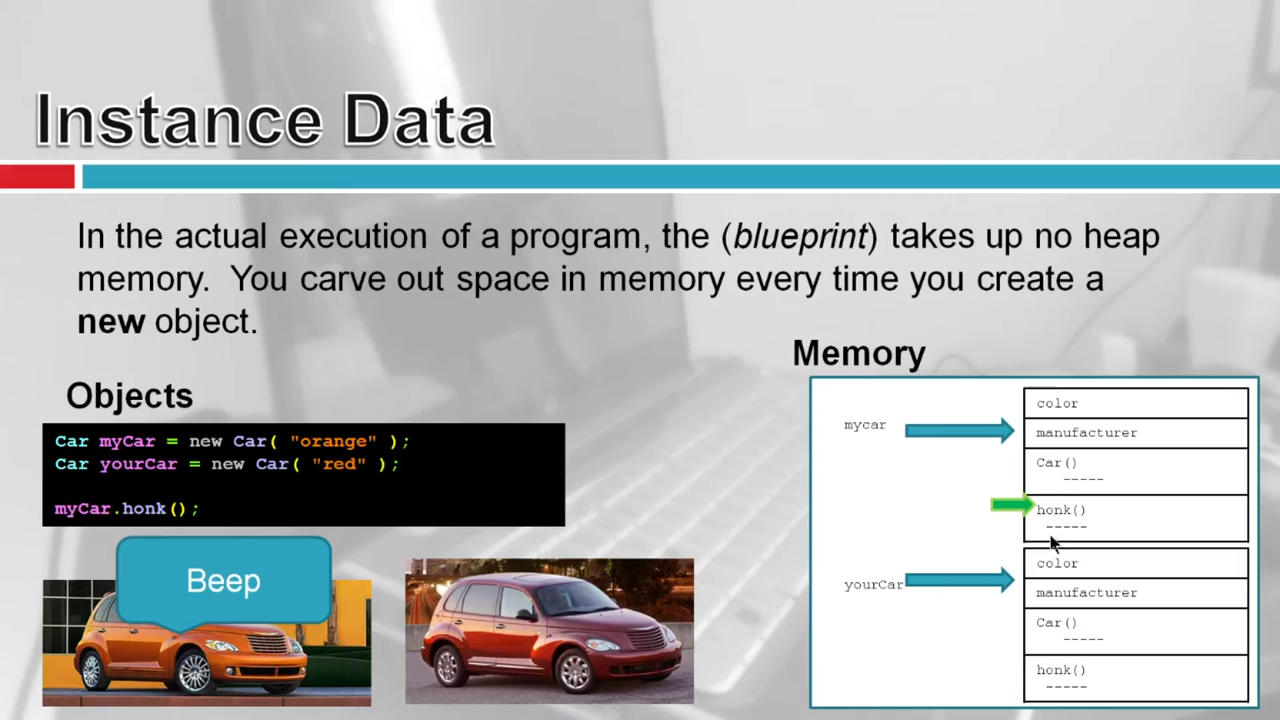 Instance Data
In the actual execution of a program, the (blueprint) takes up no heap
memory. You carve out space in memory every time you create a
new object.
Objects
Car myCar = new Car( "orange" );
Car yourCar = new Car( "red" );
myCar.honk();
Beep
Memory
mycar
color
manufacturer
Car()
-----
honk()
-----
yourCar
color
manufacturer
Car()
-----
honk()
-----